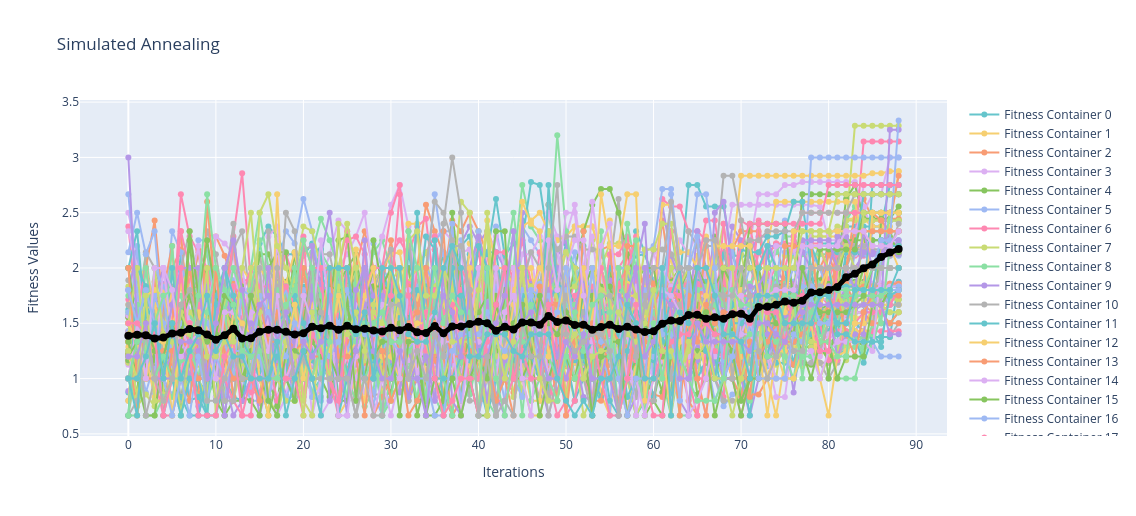 Simulated Annealing
3.5
3
2.5
2
1.5
1
0.5
Fitness Values
0 10 20 30 40 50 60 70 80 90
Iterations
Fitness Container 0
Fitness Container 1
Fitness Container 2
Fitness Container 3
Fitness Container 4
Fitness Container 5
Fitness Container 6
Fitness Container 7
Fitness Container 8
Fitness Container 9
Fitness Container 10
Fitness Container 11
Fitness Container 12
Fitness Container 13
Fitness Container 14
Fitness Container 15
Fitness Container 16
Fitness Container 17